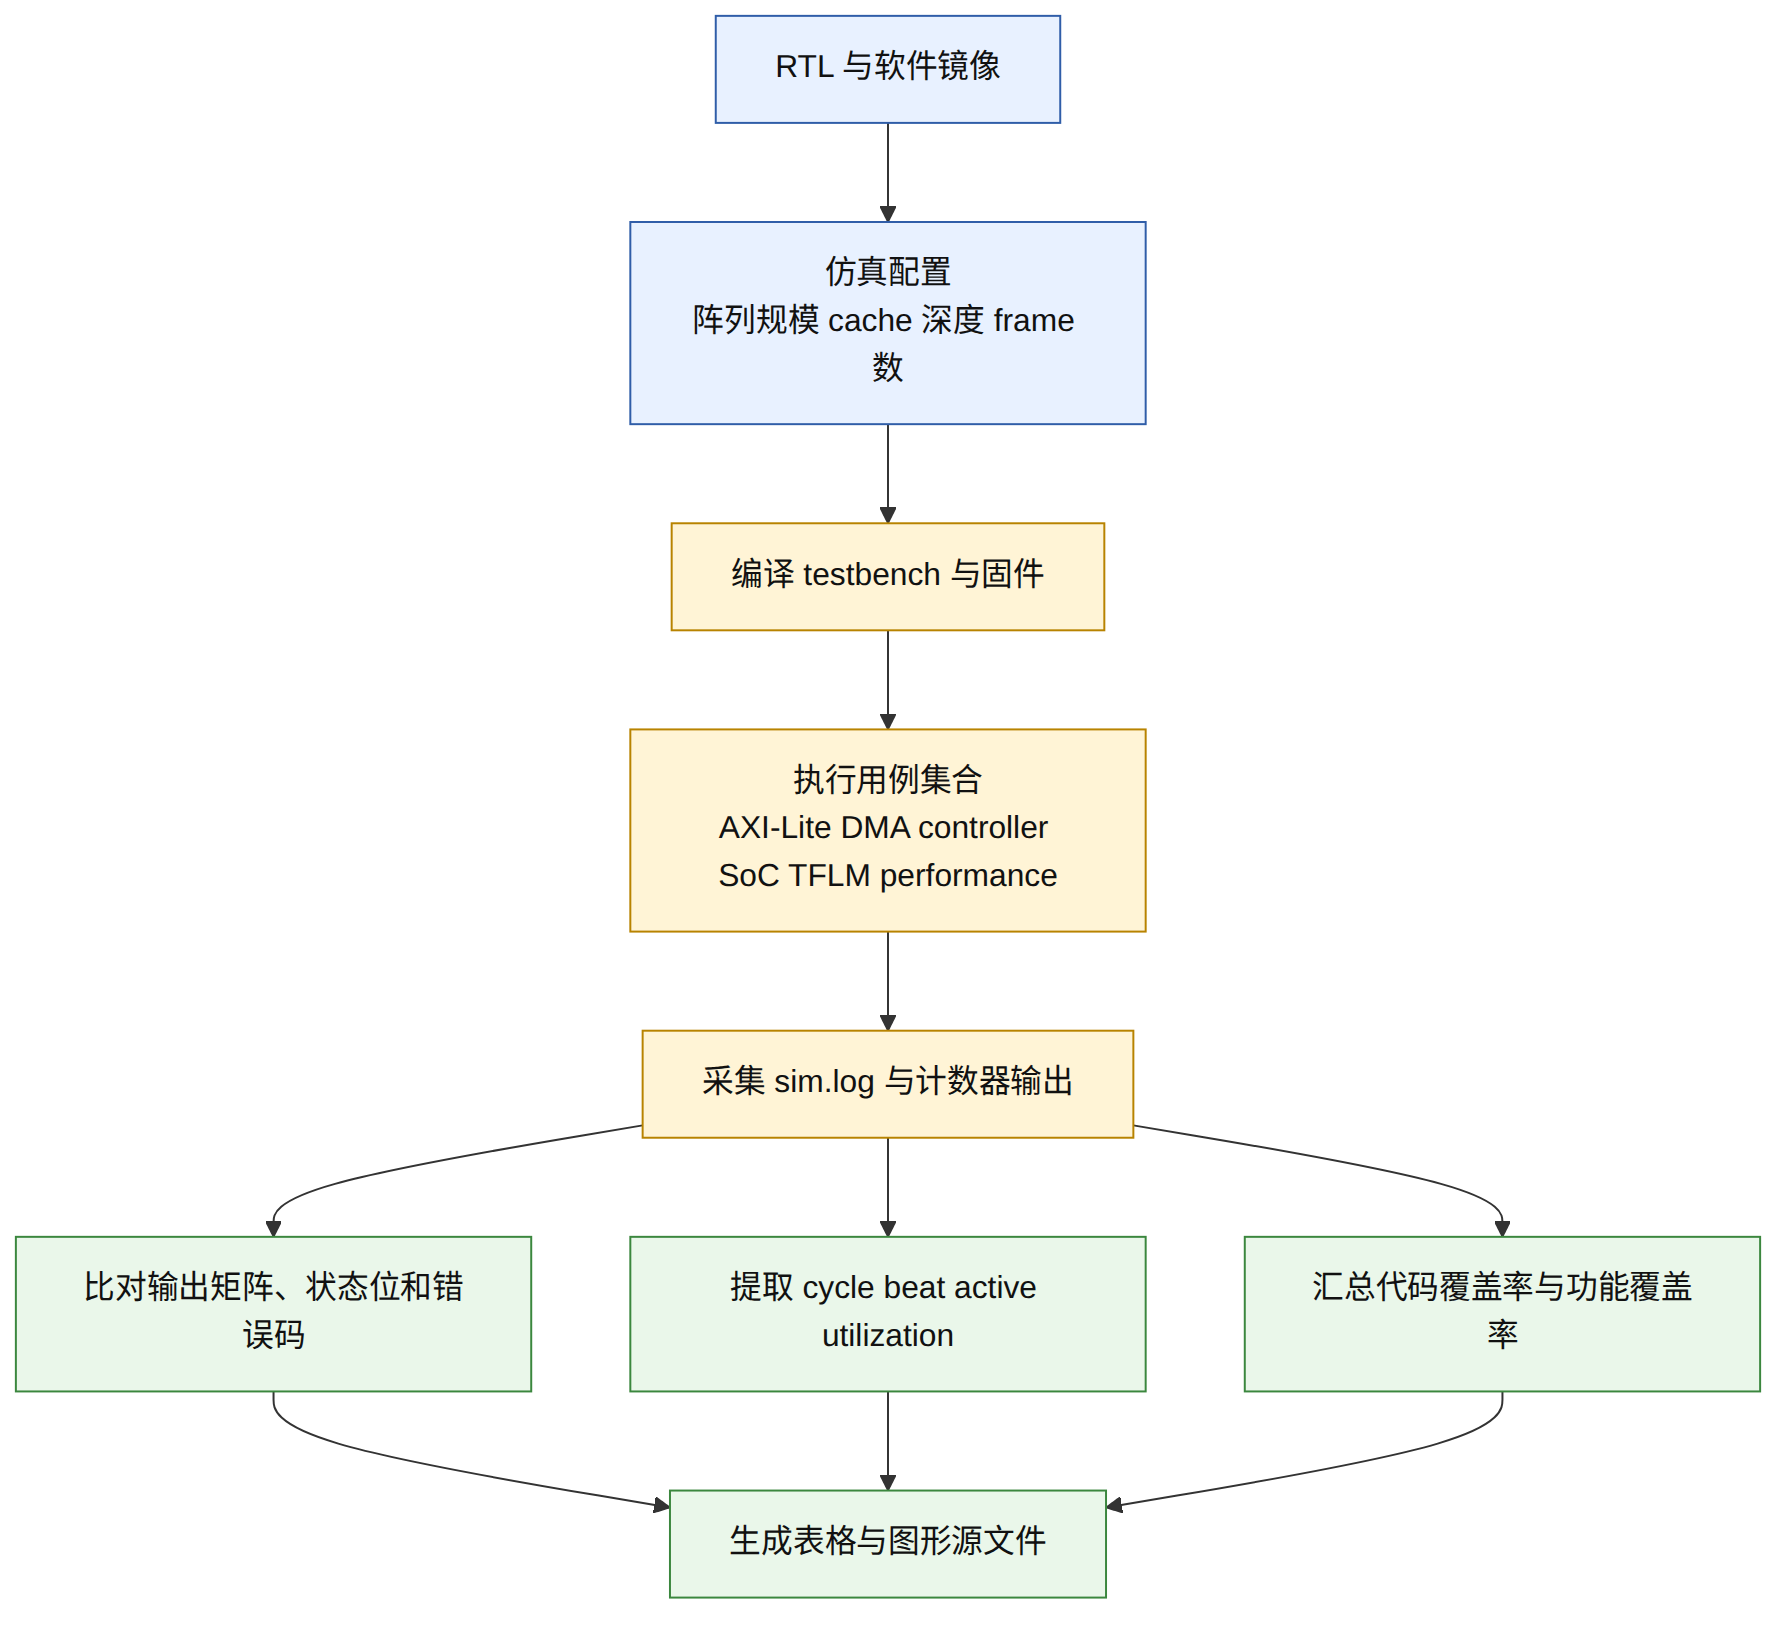 RTL 与软件镜像
仿真配置
阵列规模 cache 深度 frame
数
编译 testbench 与固件
执行用例集合
AXI-Lite DMA controller
SoC TFLM performance
采集 sim.log 与计数器输出
比对输出矩阵、状态位和错
误码
提取 cycle beat active
utilization
汇总代码覆盖率与功能覆盖
率
生成表格与图形源文件